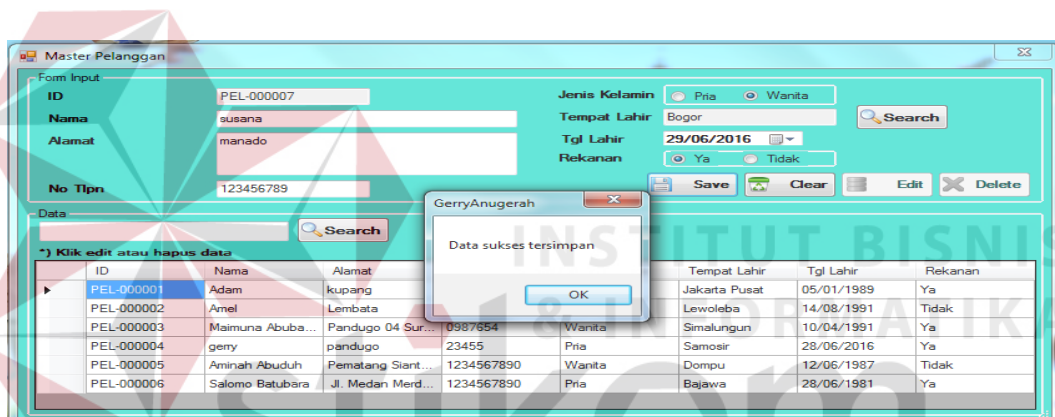 Master Pelanggan
Form Input
ID PEL-000007 Jenis Kelamin Pria Wanita
Nama susana Tempat Lahir Bogor Search
Alamat manado Tgl Lahir 29/06/2016
Rekanan Ya Tidak
No Tlpn 123456789 Save Clear Edit Delete
GerryAnugerah
Data sukses tersimpan
OK
Data
Search
*) Klik edit atau hapus data
ID Nama Alamat Tempat Lahir Tgl Lahir Rekanan
PEL-000001 Adam kupang Jakarta Pusat 05/01/1989 Ya
PEL-000002 Amel Lembata Lewoleba 14/08/1991 Tidak
PEL-000003 Maimuna Abuba... Pandugo 04 Sur... 0987654 Wanita Simalungun 10/04/1991 Ya
PEL-000004 gerry pandugo 23455 Pria Samosir 28/06/2016 Ya
PEL-000005 Aminah Abuduh Pematang Siant... 1234567890 Wanita Dompu 12/06/1987 Tidak
PEL-000006 Salomo Batubara Jl. Medan Merd... 1234567890 Pria Bajawa 28/06/1981 Ya
INSTITUT BISNIS
& INFORMATIKA
stikom